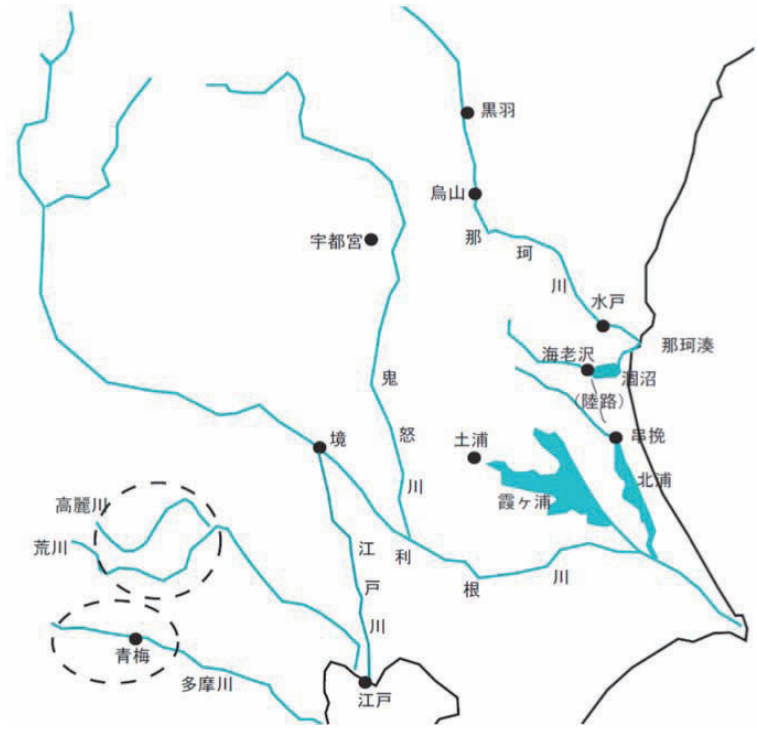 黒羽
烏山
那珂川
宇都宮
水戸
那珂湊
海老沢
涸沼
(陸路)
鬼怒川
境
土浦
串挽
北浦
霞ヶ浦
高麗川
荒川
江戸川
利根川
青梅
多摩川
江戸